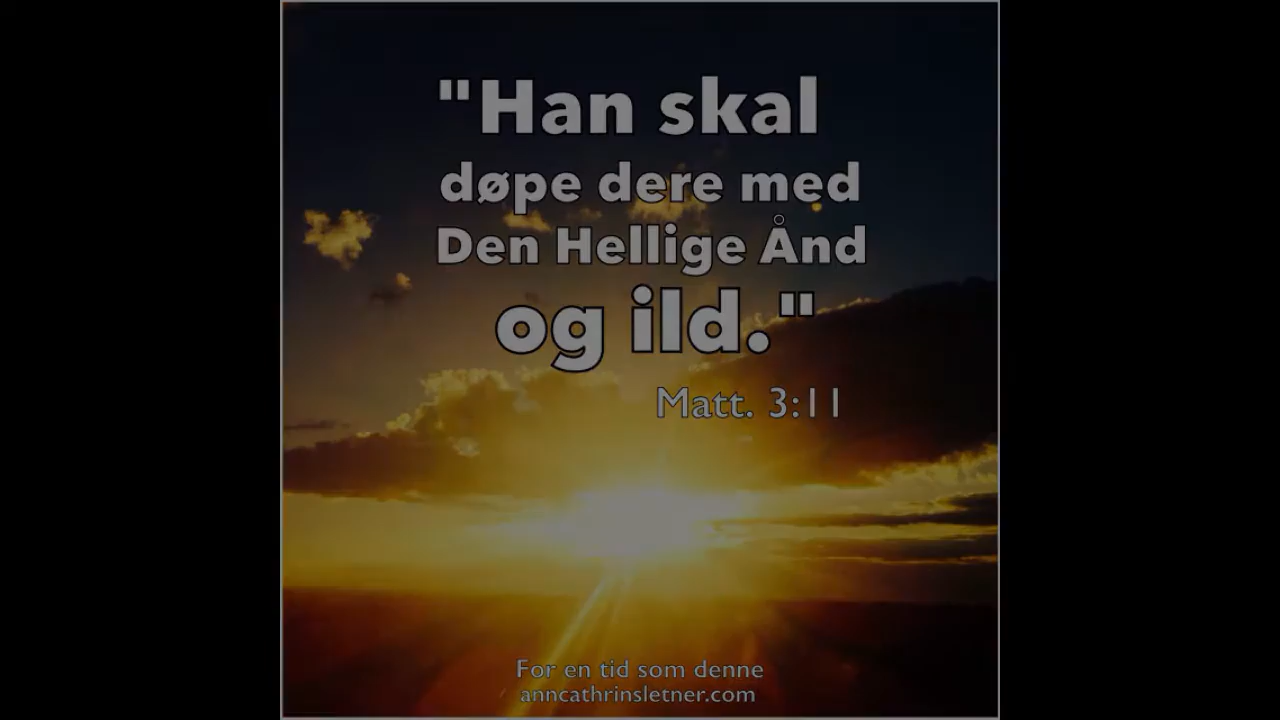 "Han skal
døpe dere med
Den Hellige Ånd
og ild."
Matt. 3:11
For en tid som denne
anncathrinsletner.com